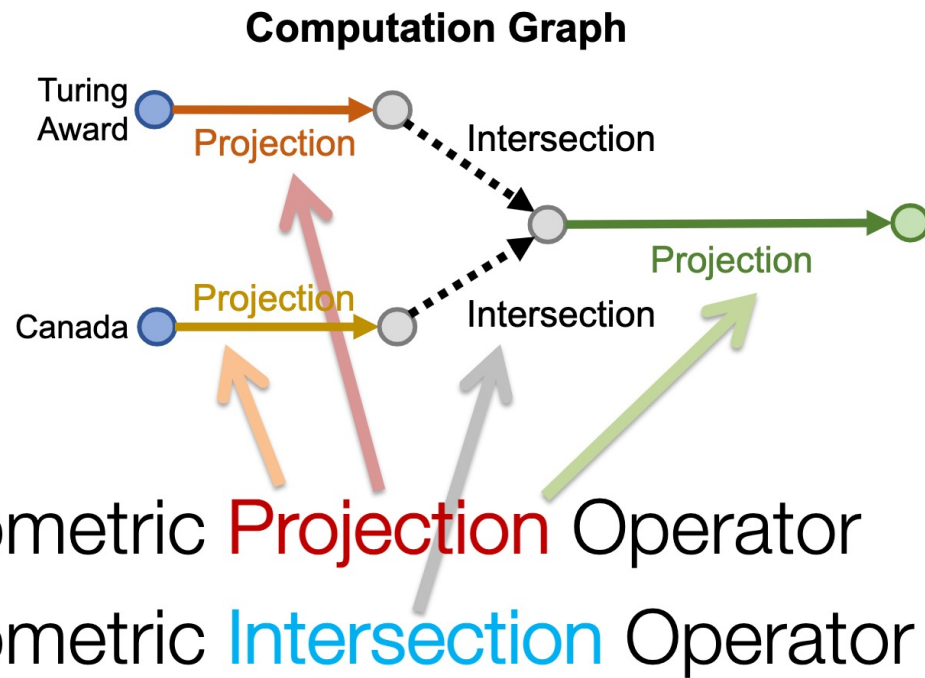 Computation Graph
Turing
Award
Projection
Intersection
Projection
Projection
Canada
Intersection
ometric Projection Operator
ometric Intersection Operator